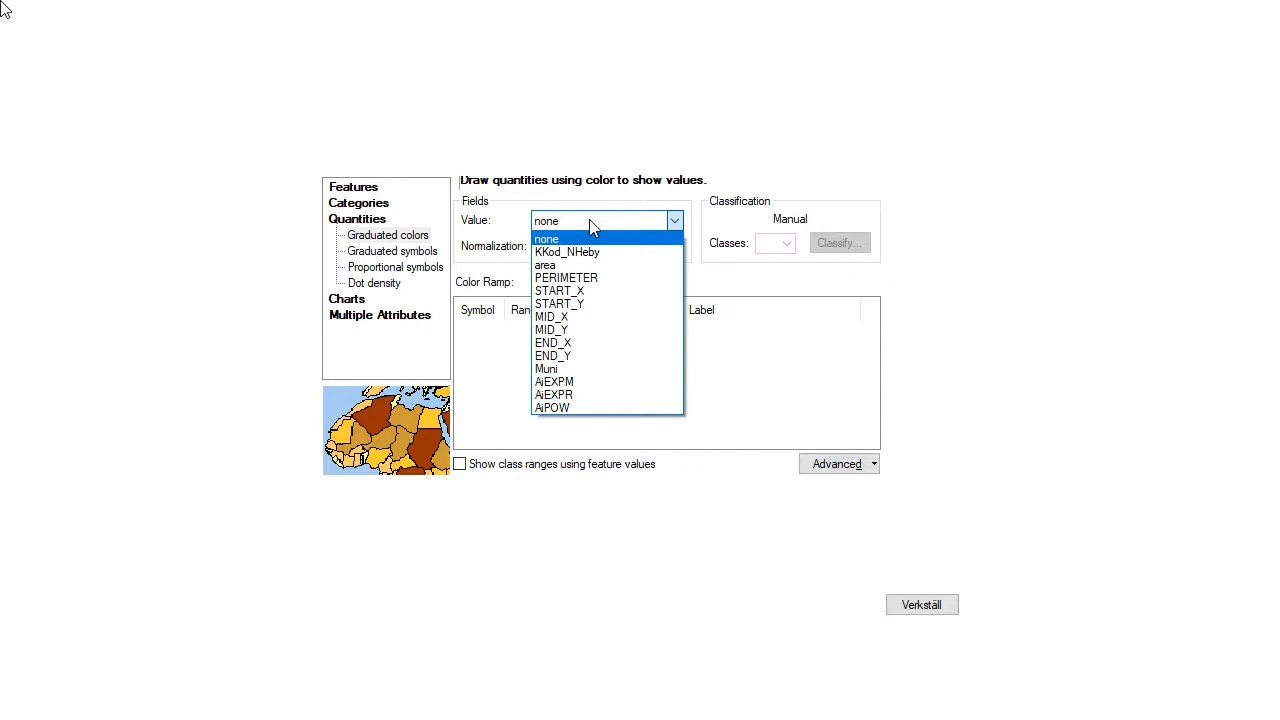 Draw quantities using color to show values.
Features
Categories
Quantities
Graduated colors
Graduated symbols
Proportional symbols
Dot density
Charts
Multiple Attributes
Fields
Value:
none
Normalization:
none
KKod_NHeby
area
PERIMETER
START_X
START_Y
MID_X
MID_Y
END_X
END_Y
Muni
AiEXPM
AiEXPR
AiPOW
Classification
Manual
Classes:
Classify...
Color Ramp:
Symbol
Label
Show class ranges using feature values
Advanced
Verkställ